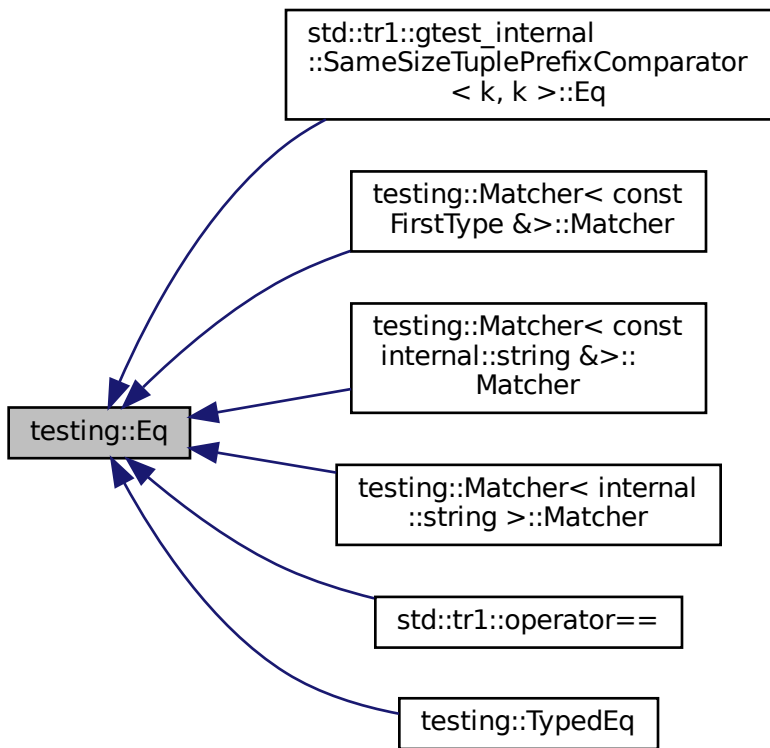 std::tr1::gtest_internal
::SameSizeTuplePrefixComparator
< k, k >::Eq
testing::Matcher< const
FirstType &>::Matcher
testing::Matcher< const
internal::string &>::
Matcher
testing::Eq
testing::Matcher< internal
::string >::Matcher
std::tr1::operator==
testing::TypedEq